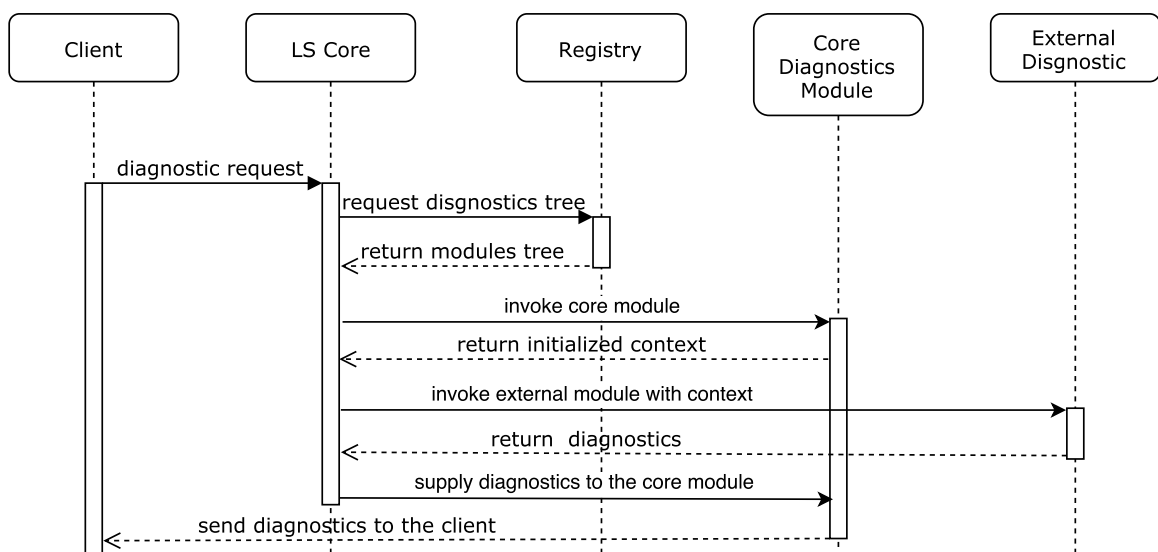 Client
LS Core
Registry
Core
Diagnostics
Module
External
Disgnostic
diagnostic request
request disgnostics tree
return modules tree
invoke core module
return initialized context
invoke external module with context
return  diagnostics
supply diagnostics to the core module
send diagnostics to the client